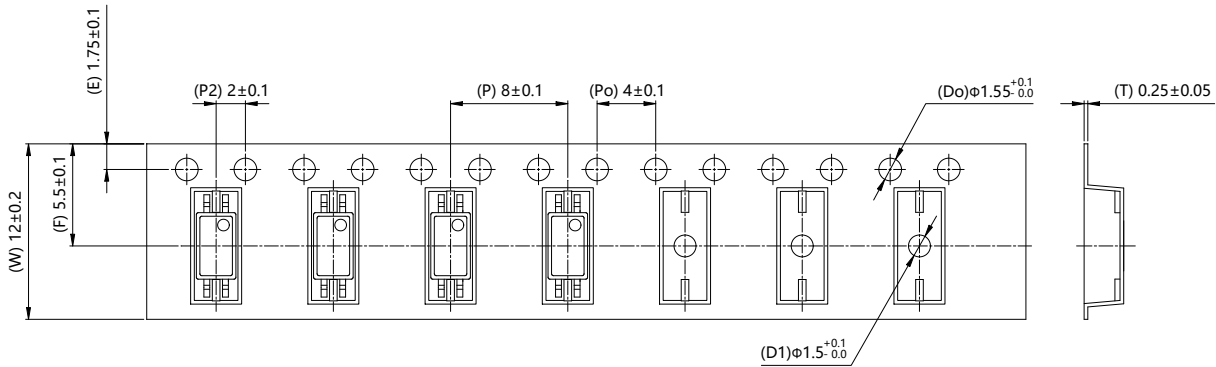 (E) 1.75±0.1
(P2) 2±0.1
(P) 8±0.1
(Po) 4±0.1
(Do)Φ1.55+0.1 - 0.0
(T) 0.25±0.05
(W) 12±0.2
(F) 5.5±0.1
(D1)Φ1.5+0.1 - 0.0